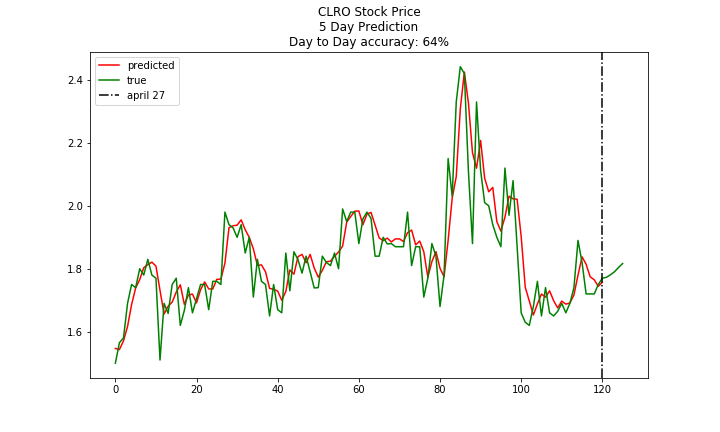 CLRO Stock Price
5 Day Prediction
Day to Day accuracy: 64%
predicted
true
april 27
2.4
2.2
2.0
1.8
1.6
0 20 40 60 80 100 120